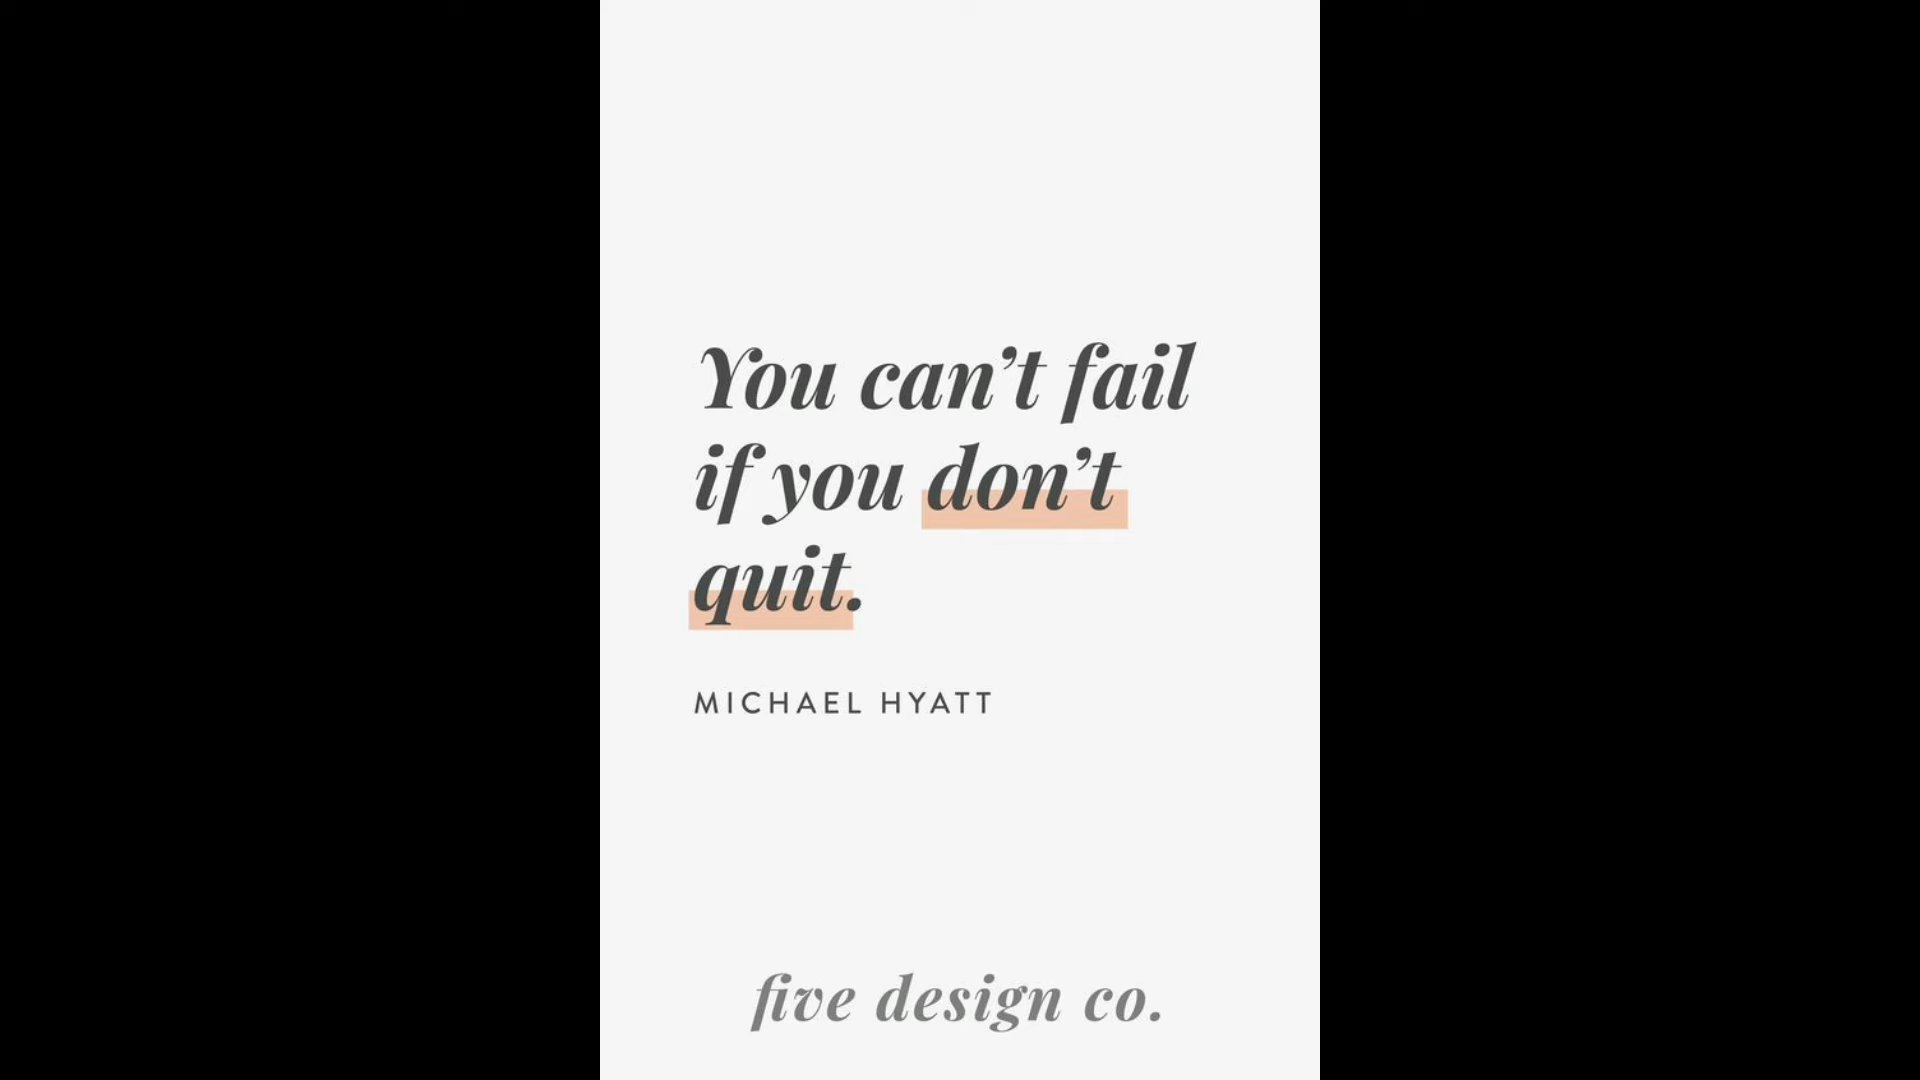 You can’t fail
if you don’t
quit.
MICHAEL HYATT
five design co.